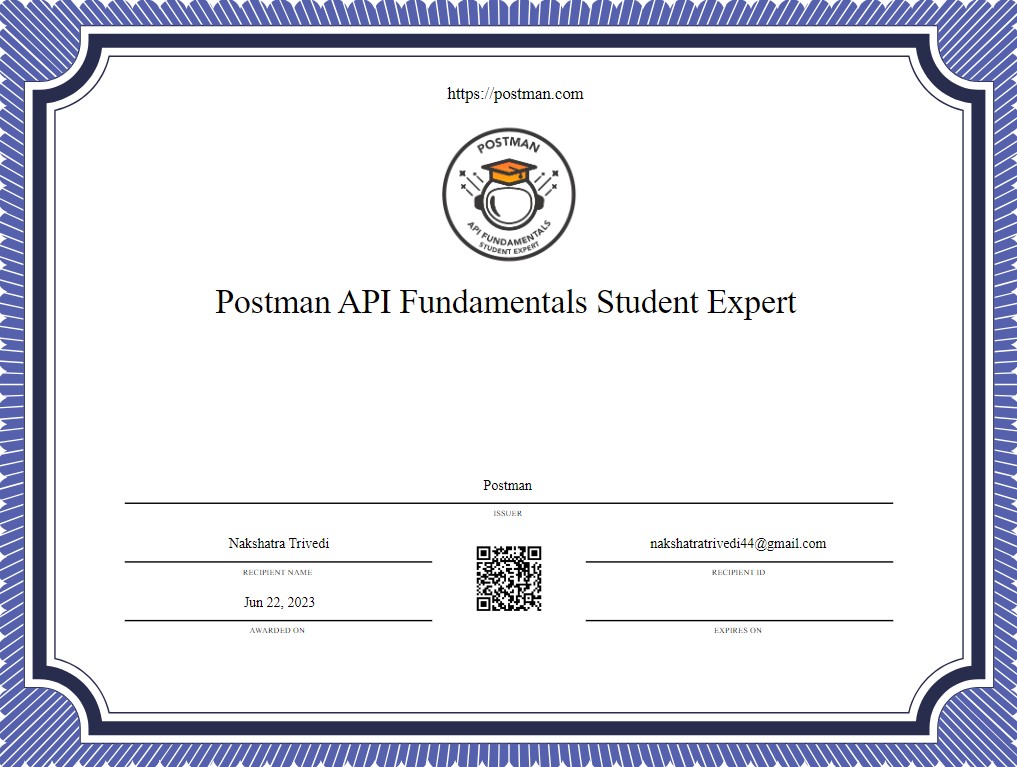 https://postman.com
POSTMAN
API FUNDAMENTALS
STUDENT EXPERT
Postman API Fundamentals Student Expert
Postman
ISSUER
Nakshatra Trivedi
RECIPIENT NAME
nakshatratrivedi44@gmail.com
RECIPIENT ID
Jun 22, 2023
AWARDED ON
EXPIRES ON